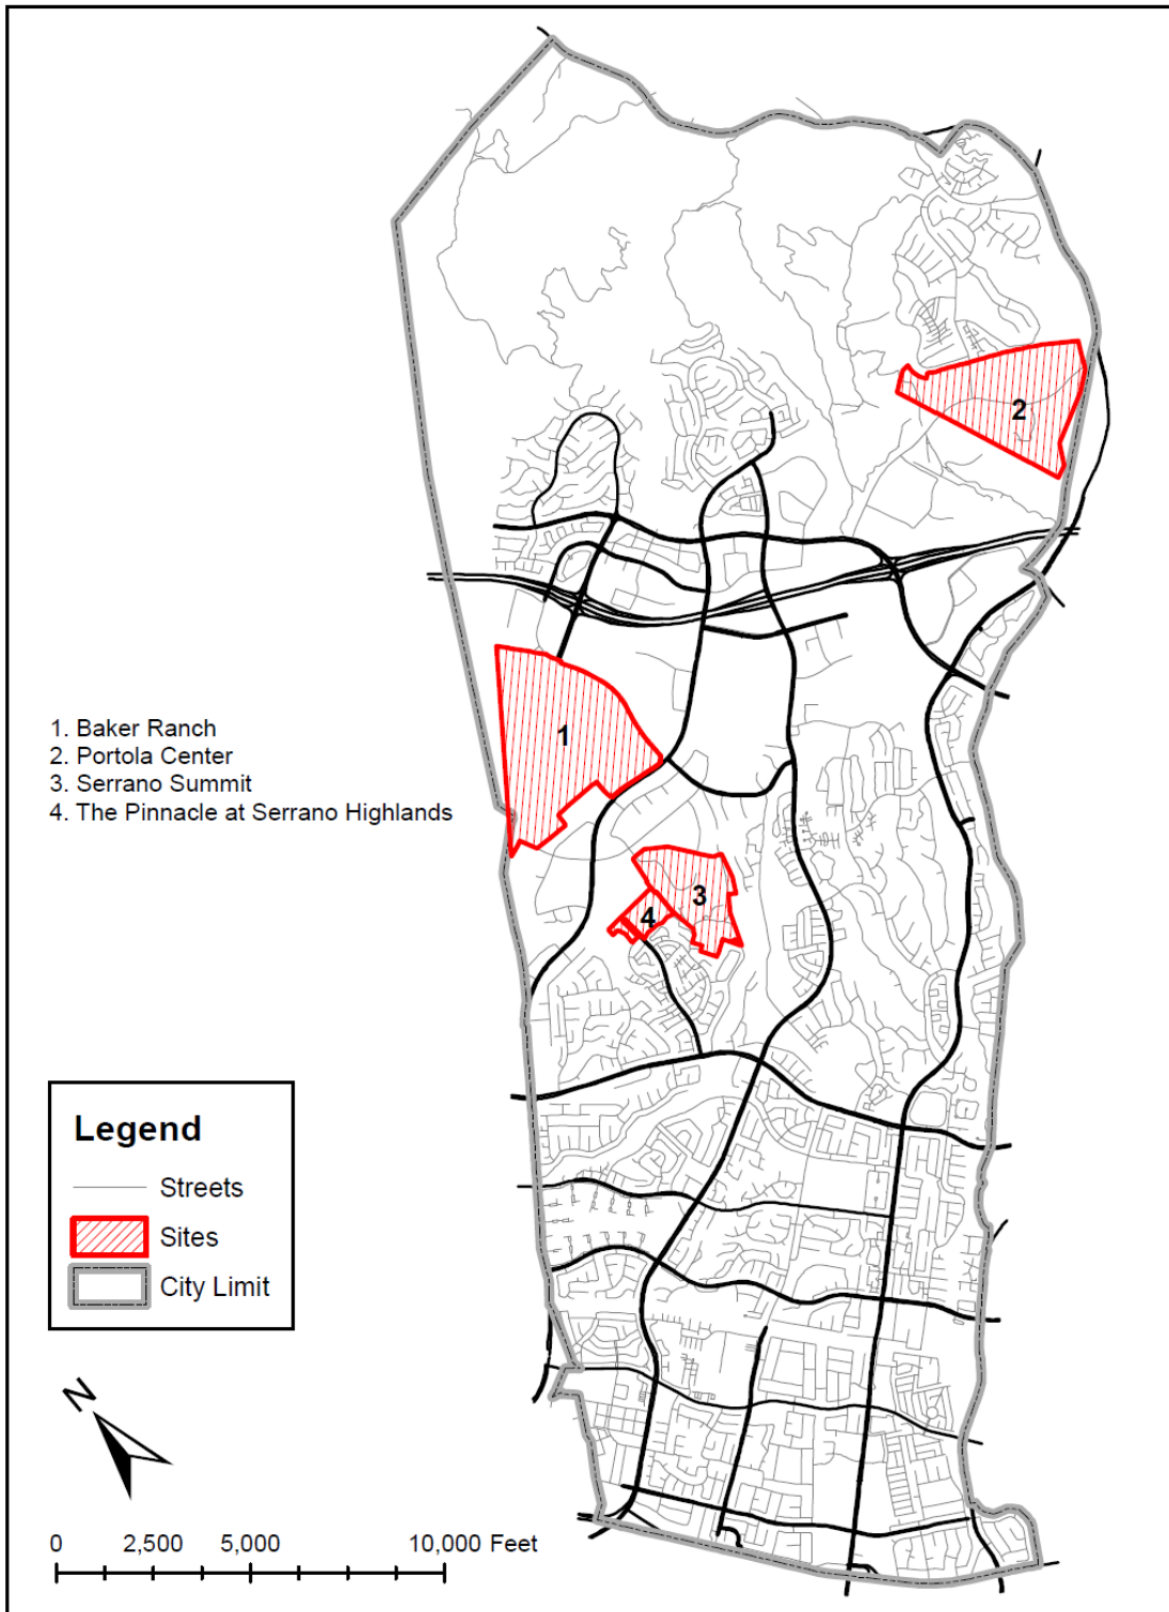 2
1
1. Baker Ranch
2. Portola Center
3. Serrano Summit
4. The Pinnacle at Serrano Highlands
3
4
Legend
Streets
Sites
City Limit
N
0 2,500 5,000 10,000 Feet